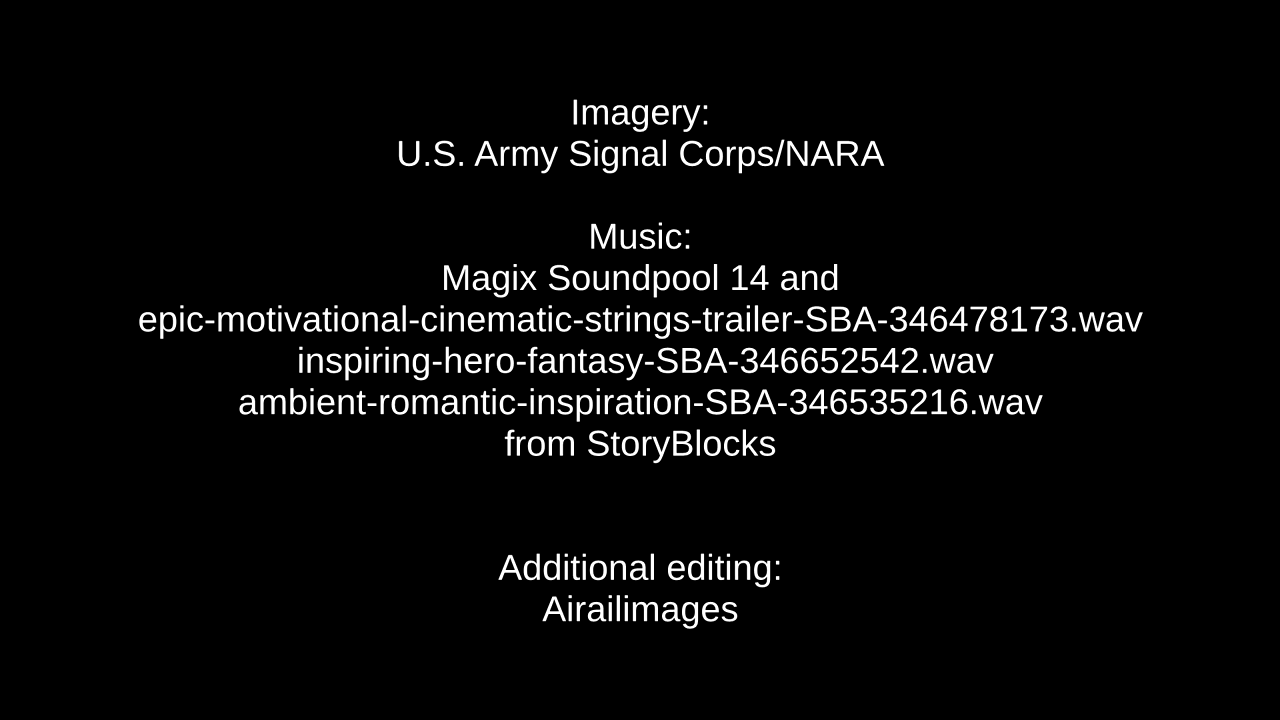 Imagery:
U.S. Army Signal Corps/NARA
Music:
Magix Soundpool 14 and
epic-motivational-cinematic-strings-trailer-SBA-346478173.wav
inspiring-hero-fantasy-SBA-346652542.wav
ambient-romantic-inspiration-SBA-346535216.wav
from StoryBlocks
Additional editing:
Airailimages